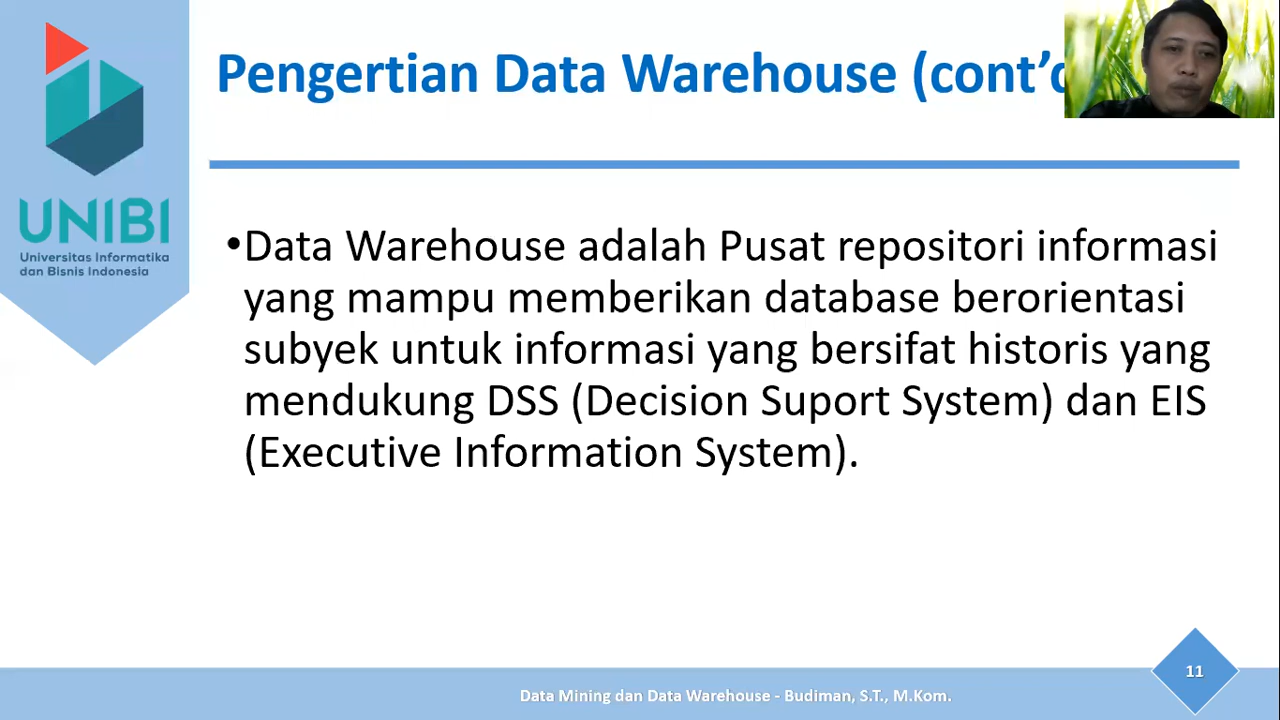 Pengertian Data Warehouse (cont’
UNIBI
Universitas Informatika
dan Bisnis Indonesia
•Data Warehouse adalah Pusat repositori informasi
yang mampu memberikan database berorientasi
subyek untuk informasi yang bersifat historis yang
mendukung DSS (Decision Suport System) dan EIS
(Executive Information System).
11
Data Mining dan Data Warehouse - Budiman, S.T., M.Kom.